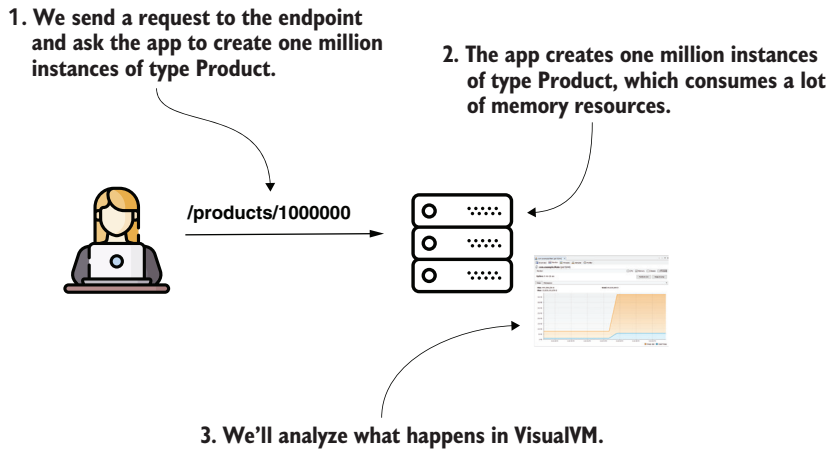 1. We send a request to the endpoint
and ask the app to create one million
instances of type Product.
2. The app creates one million instances
of type Product, which consumes a lot
of memory resources.
/products/1000000
3. We'll analyze what happens in VisualVM.